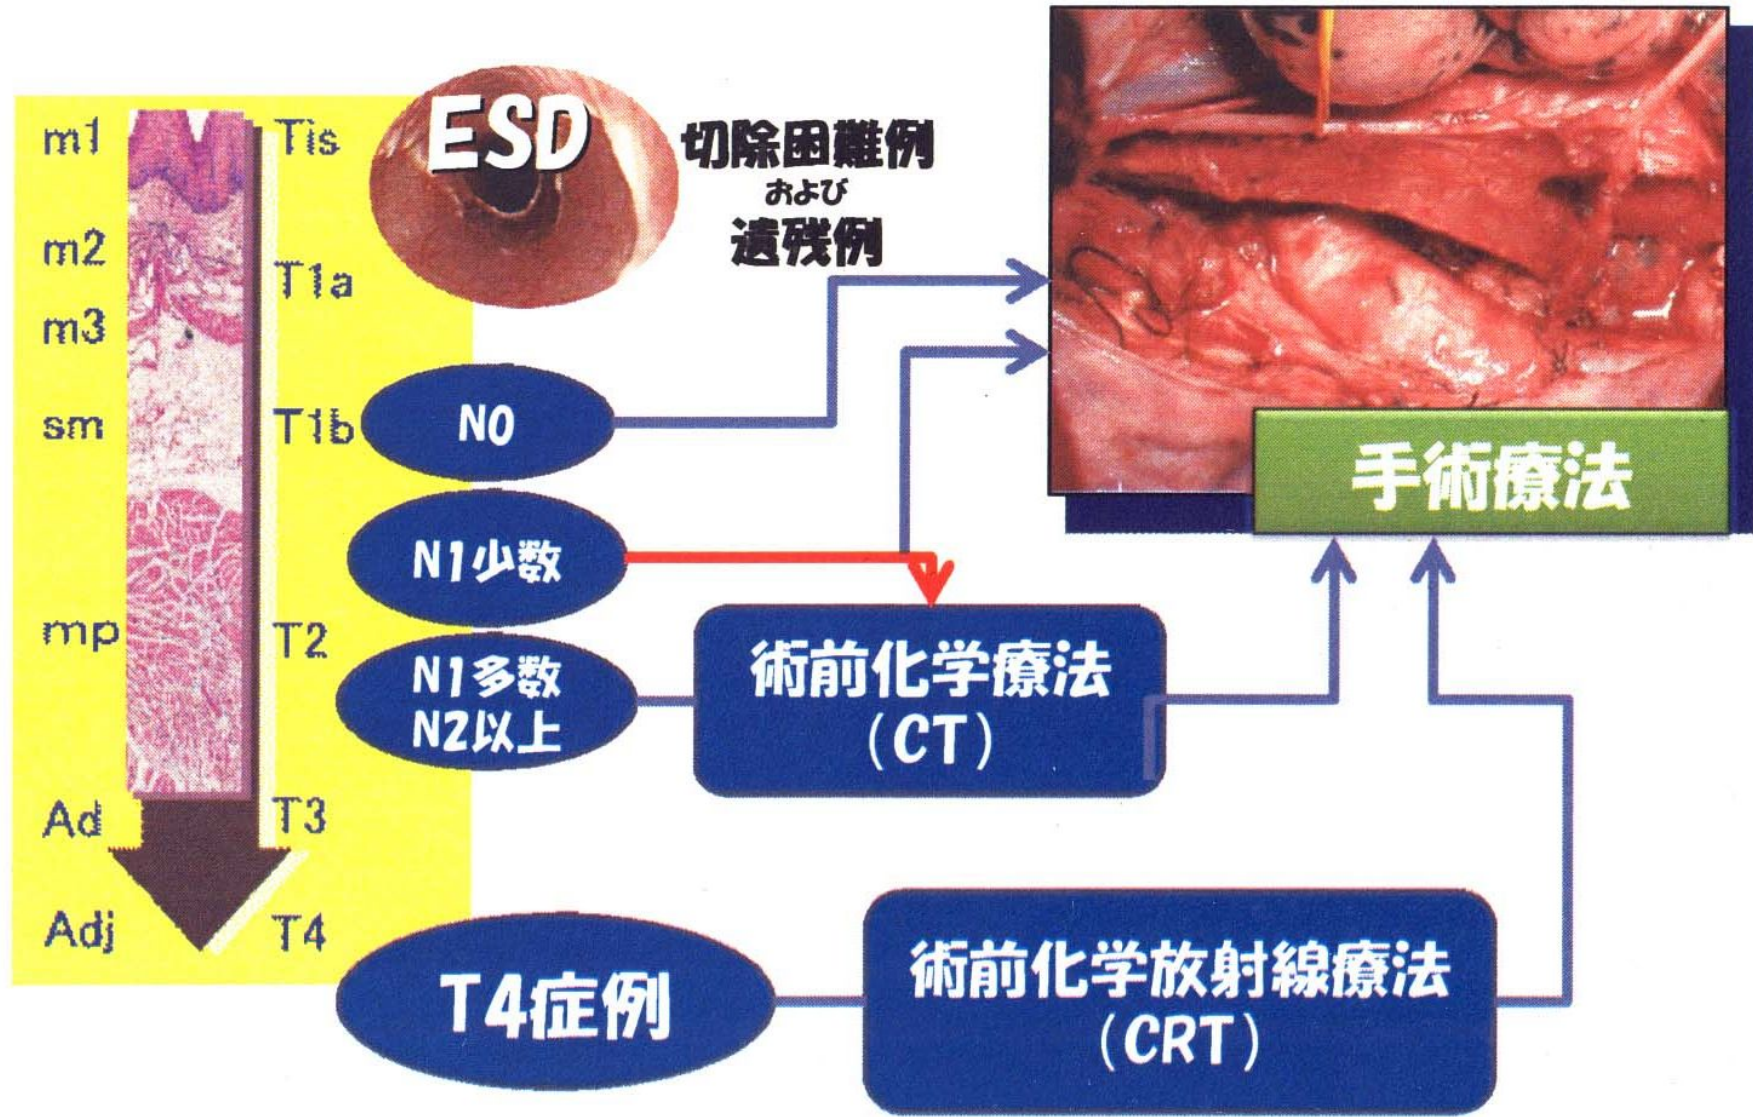 m1
Tis
m2
T1a
m3
sm
T1b
mp
T2
Ad
T3
Adj
T4
ESD
切除困難例
および
遺残例
N0
N1少数
N1多数
N2以上
術前化学療法
(CT)
手術療法
T4症例
術前化学放射線療法
(CRT)